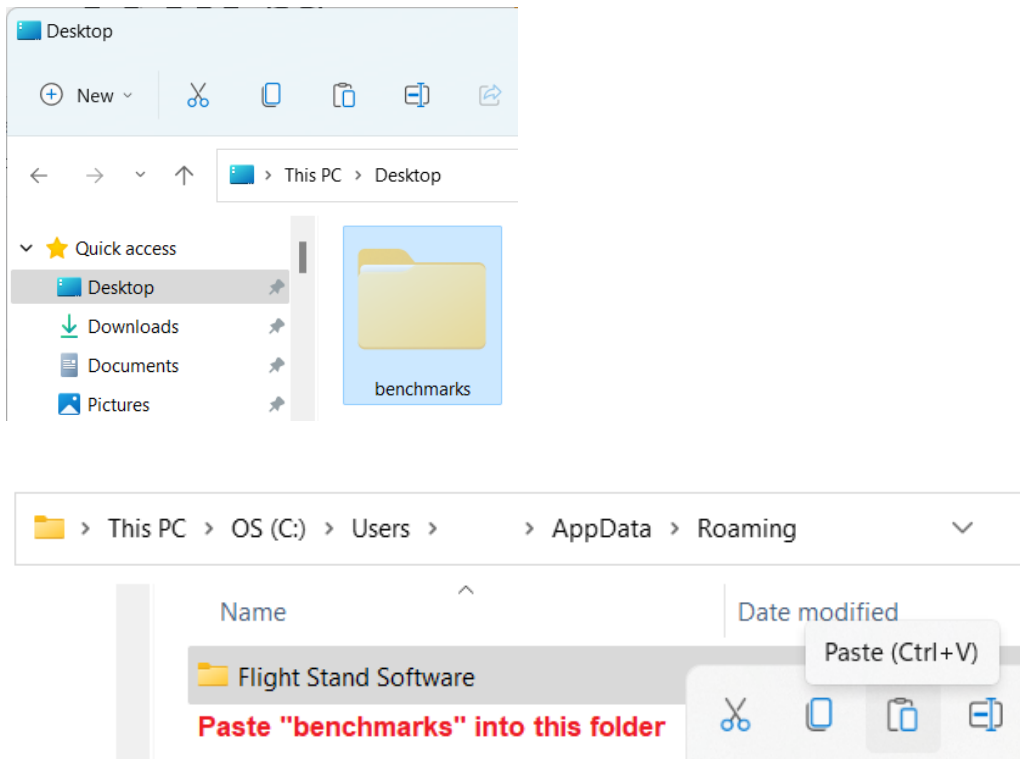 Desktop
New
This PC > Desktop
Quick access
Desktop
Downloads
Documents
Pictures
benchmarks
> This PC > OS (C:) > Users > > AppData > Roaming
Name
Date modified
Paste (Ctrl+V)
Flight Stand Software
Paste "benchmarks" into this folder